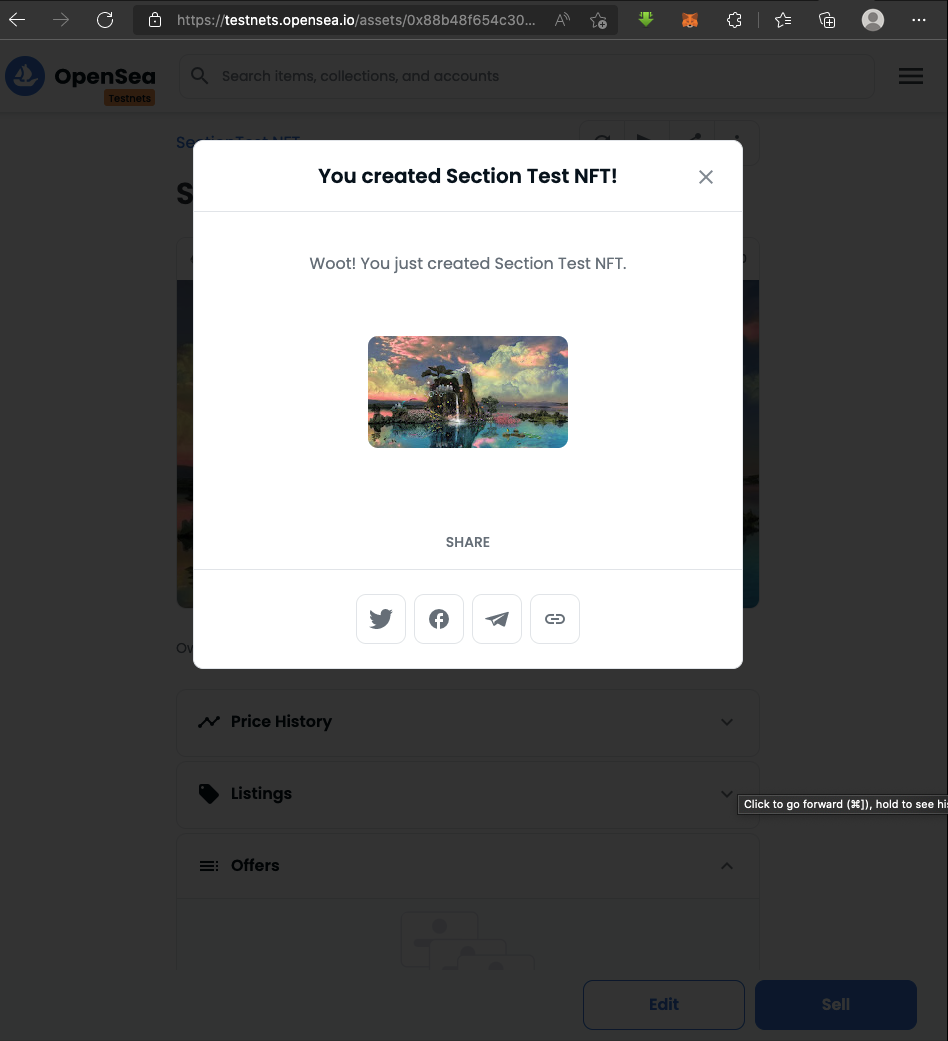 https://testnets.opensea.io/assets/0x88b48f654c30...
OpenSea
Testnets
Search items, collections, and accounts
Section Test NFT
S
You created Section Test NFT!
Woot! You just created Section Test NFT.
SHARE
Ow
Price History
Listings
Click to go forward (⌘]), hold to see his
Offers
Edit
Sell